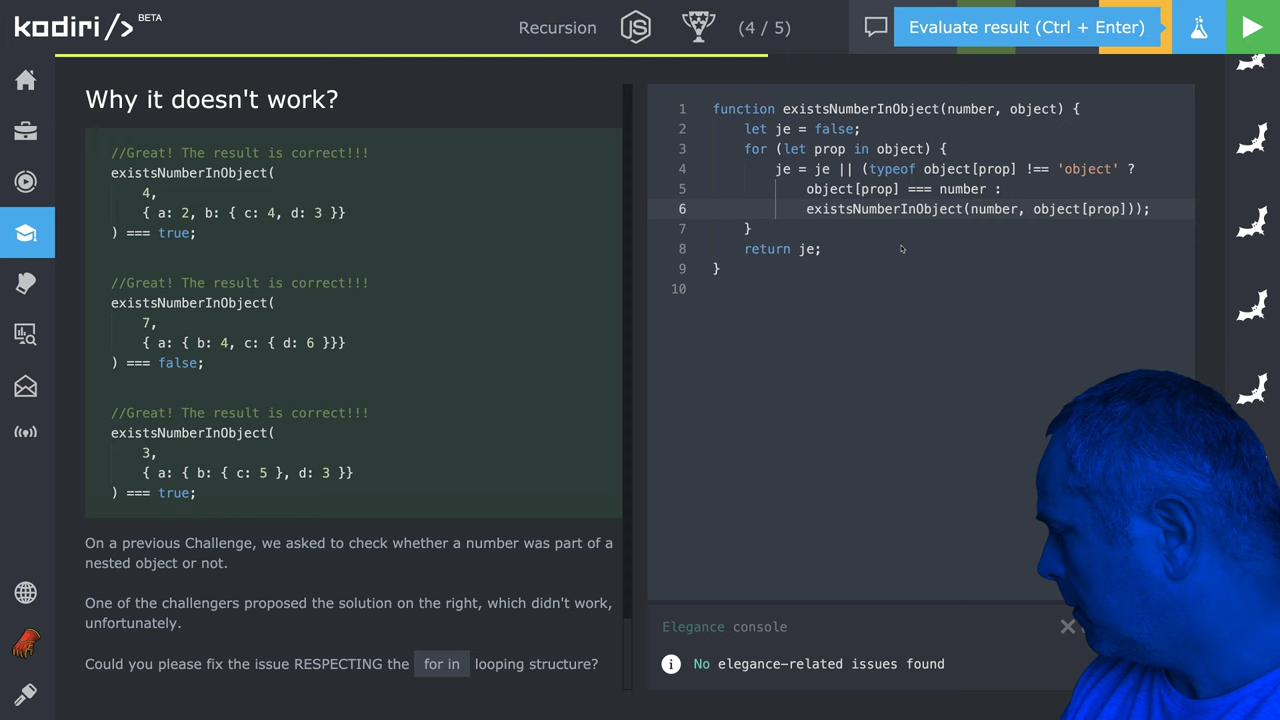 kodiri /> BETA
Recursion
JS
(4 / 5)
Evaluate result (Ctrl + Enter)
Why it doesn't work?
//Great! The result is correct!!!
existsNumberInObject(
4,
{ a: 2, b: { c: 4, d: 3 }}
) === true;
//Great! The result is correct!!!
existsNumberInObject(
7,
{ a: { b: 4, c: { d: 6 }}}
) === false;
//Great! The result is correct!!!
existsNumberInObject(
3,
{ a: { b: { c: 5 }, d: 3 }}
) === true;
On a previous Challenge, we asked to check whether a number was part of a
nested object or not.
One of the challengers proposed the solution on the right, which didn't work,
unfortunately.
Could you please fix the issue RESPECTING the for in looping structure?
1 function existsNumberInObject(number, object) {
2 let je = false;
3 for (let prop in object) {
4 je = je || (typeof object[prop] !== 'object' ?
5 object[prop] === number :
6 existsNumberInObject(number, object[prop]));
7 }
8 return je;
9 }
10
Elegance console
No elegance-related issues found